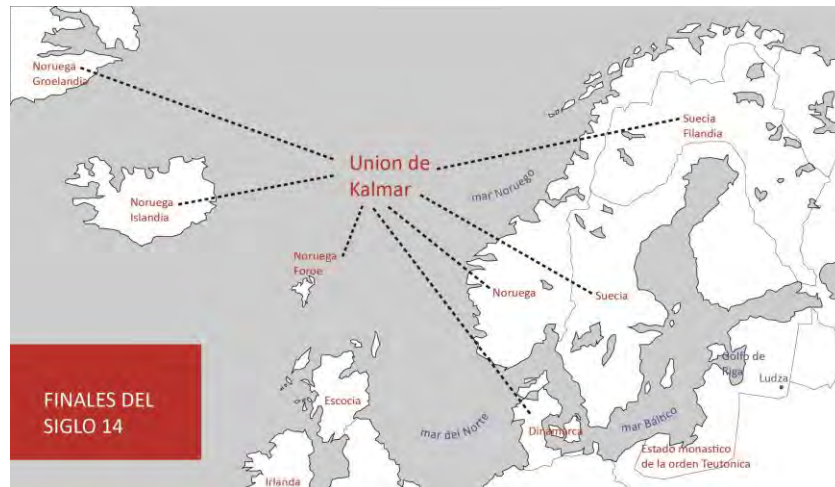 Noruega
Groelandia
Suecia
Filandia
Union de
Kalmar
mar Noruego
Noruega
Islandia
Noruega
Foroe
Noruega
Suecia
Golfo de
Riga
Ludza
FINALES DEL
SIGLO 14
Escocia
mar del Norte
Dinamarca
mar Báltico
Estado monastico
de la orden Teutonica
Irlanda